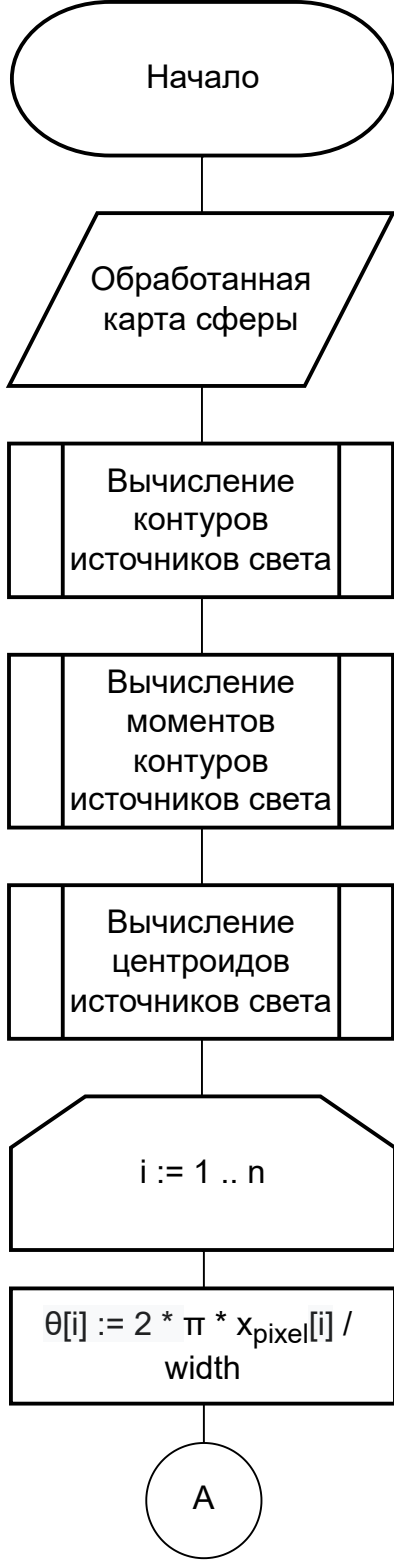 Начало
Обработанная
карта сферы
Вычисление
контуров
источников света
Вычисление
моментов
контуров
источников света
Вычисление
центроидов
источников света
i := 1 .. n
θ[i] := 2 * π * xpixel[i] /
width
A